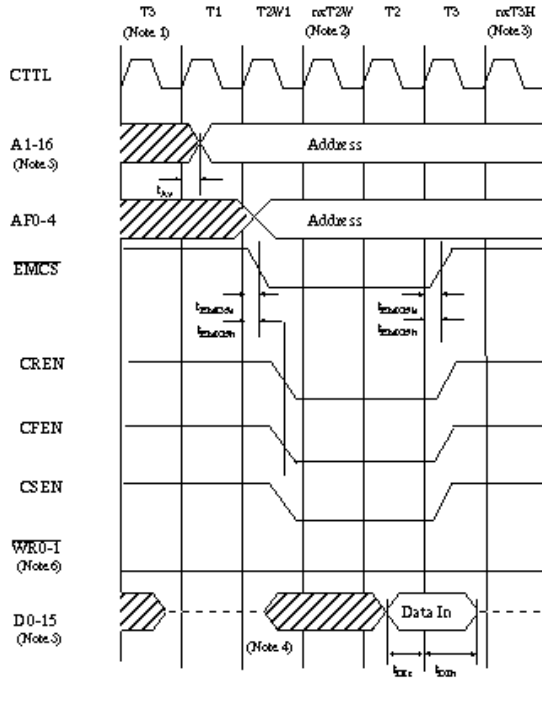 T3 T1 T2W1 nxT2W T2 T3 nxT3H
(Note 1) (Note 2) (Note 3)
CTTL
A1-16
(Note 5)
Address
AF0-4
Address
EMCS
CREN
CFEN
CSEN
WR0-1
(Note 6)
D0-15
(Note 5)
Data In
(Note 4)